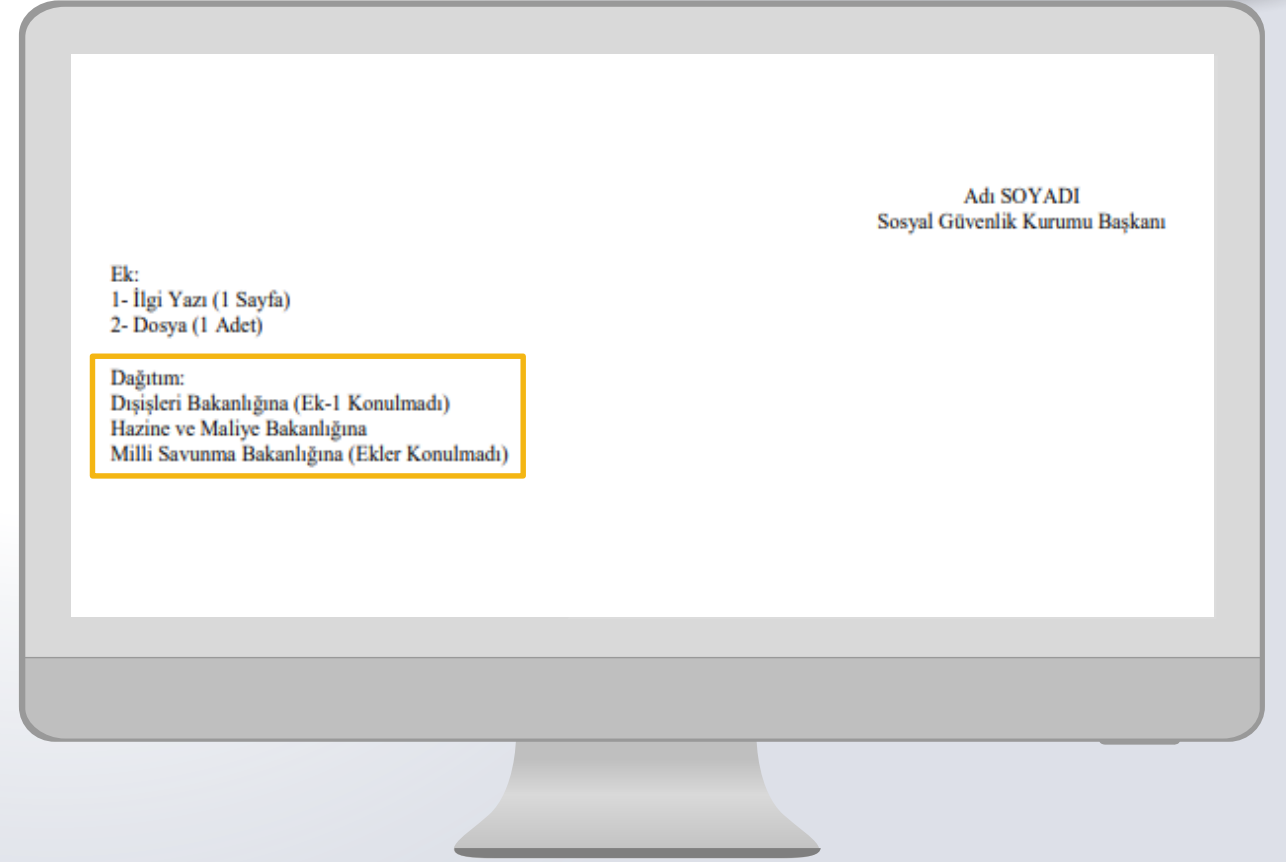 Adı SOYADI
Sosyal Güvenlik Kurumu Başkanı
Ek:
1- İlgi Yazı (1 Sayfa)
2- Dosya (1 Adet)
Dağıtım:
Dışişleri Bakanlığına (Ek-1 Konulmadı)
Hazine ve Maliye Bakanlığına
Milli Savunma Bakanlığına (Ekler Konulmadı)